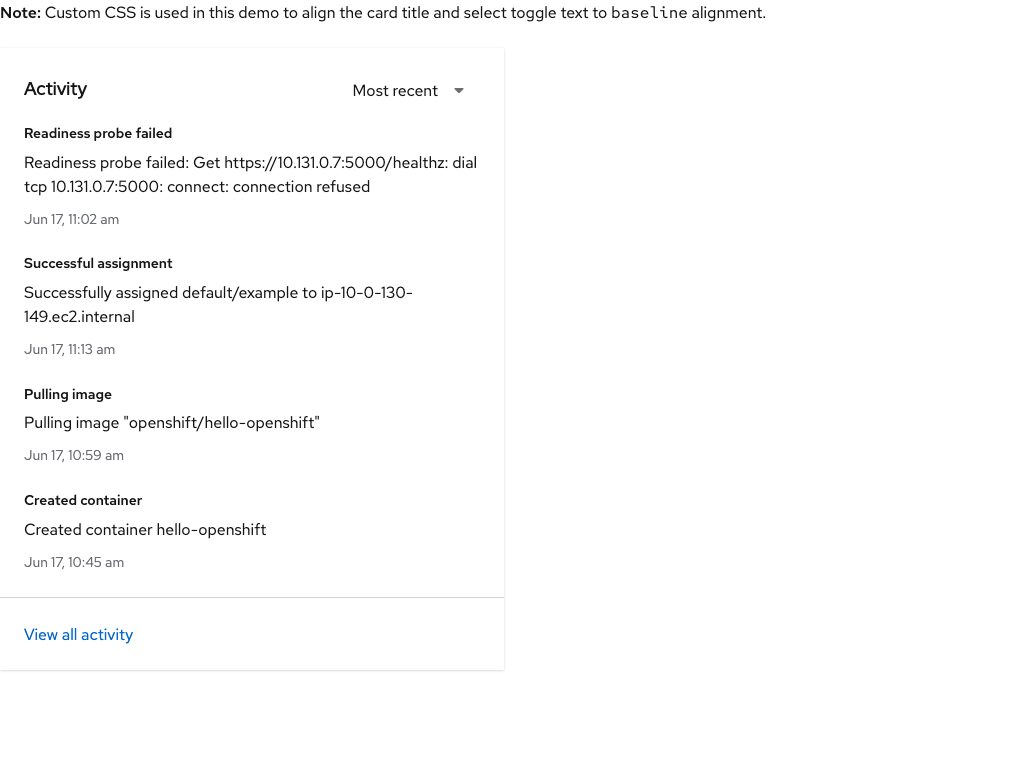 Note: Custom CSS is used in this demo to align the card title and select toggle text to baseline alignment.
Activity
Most recent
Readiness probe failed
Readiness probe failed: Get https://10.131.0.7:5000/healthz: dial
tcp 10.131.0.7:5000: connect: connection refused
Jun 17, 11:02 am
Successful assignment
Successfully assigned default/example to ip-10-0-130-
149.ec2.internal
Jun 17, 11:13 am
Pulling image
Pulling image "openshift/hello-openshift"
Jun 17, 10:59 am
Created container
Created container hello-openshift
Jun 17, 10:45 am
View all activity